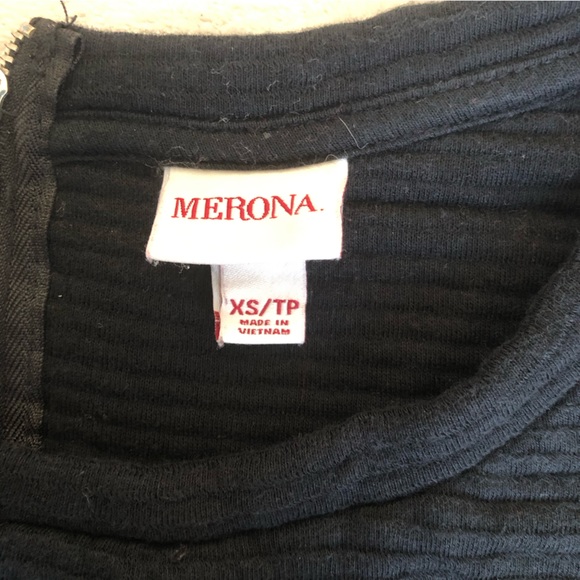 MERONA.
XS/TP
MADE IN
VIETNAM